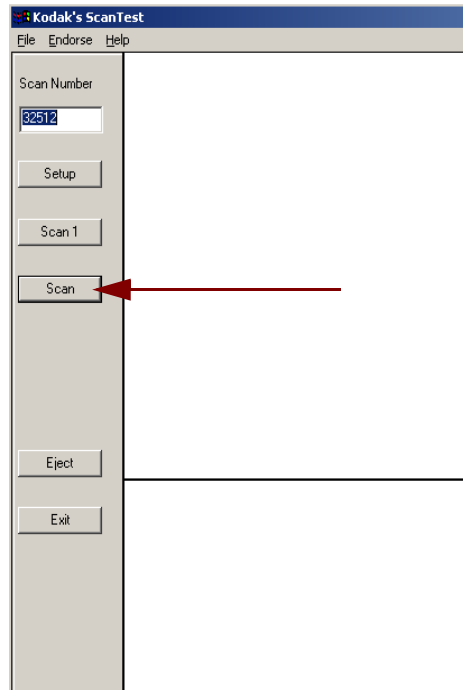 Kodak's ScanTest
File Endorse Help
Scan Number
32512
Setup
Scan 1
Scan
Eject
Exit